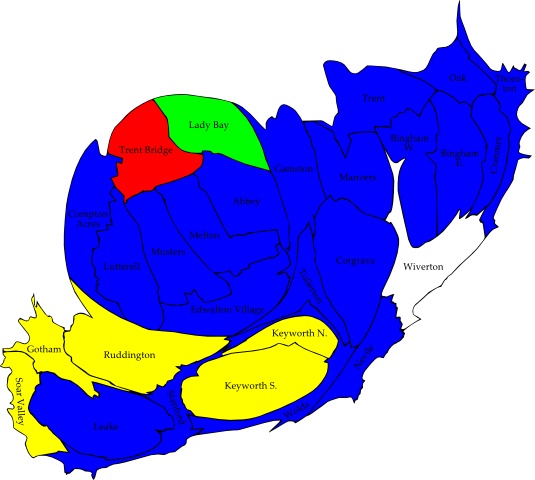 Oak
Thoro
ton
Trent
Lady Bay
Bingham
W.
Trent Bridge
Bingham
E.
Cranmer
Gamston
Manvers
Abbey
Compton
Acres
Melton
Musters
Lutterell
Cotgrave
Wiverton
Tollerton
Edwalton Village
Keyworth N.
Gotham
Ruddington
Nevile
Keyworth S.
Soar Valley
Stanford
Wolds
Leake